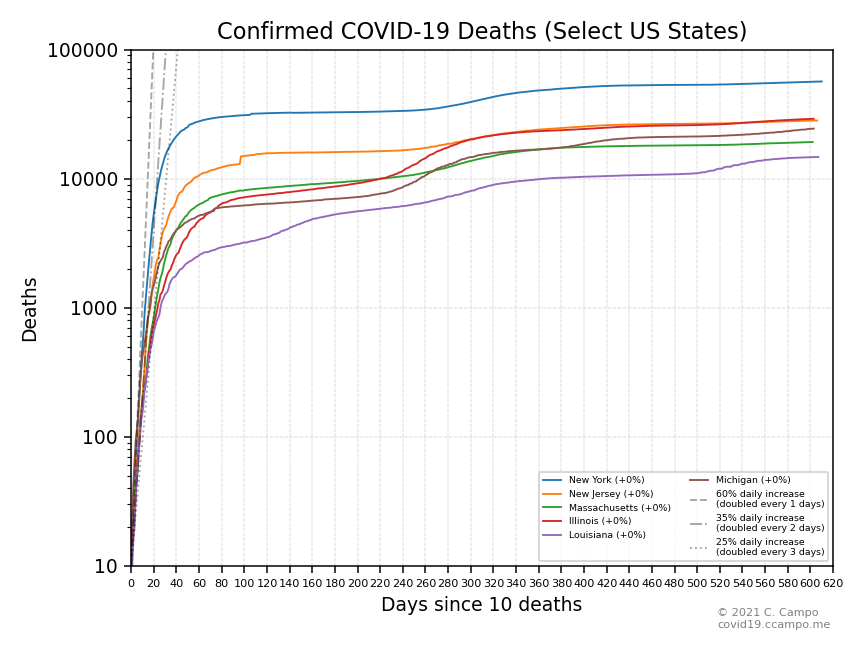 Confirmed COVID-19 Deaths (Select US States)
100000
10000
1000
100
10
Deaths
0 20 40 60 80 100 120 140 160 180 200 220 240 260 280 300 320 340 360 380 400 420 440 460 480 500 520 540 560 580 600 620
Days since 10 deaths
New York (+0%)
New Jersey (+0%)
Massachusetts (+0%)
Illinois (+0%)
Louisiana (+0%)
Michigan (+0%)
60% daily increase
(doubled every 1 days)
35% daily increase
(doubled every 2 days)
25% daily increase
(doubled every 3 days)
© 2021 C. Campo
covid19.ccampo.me